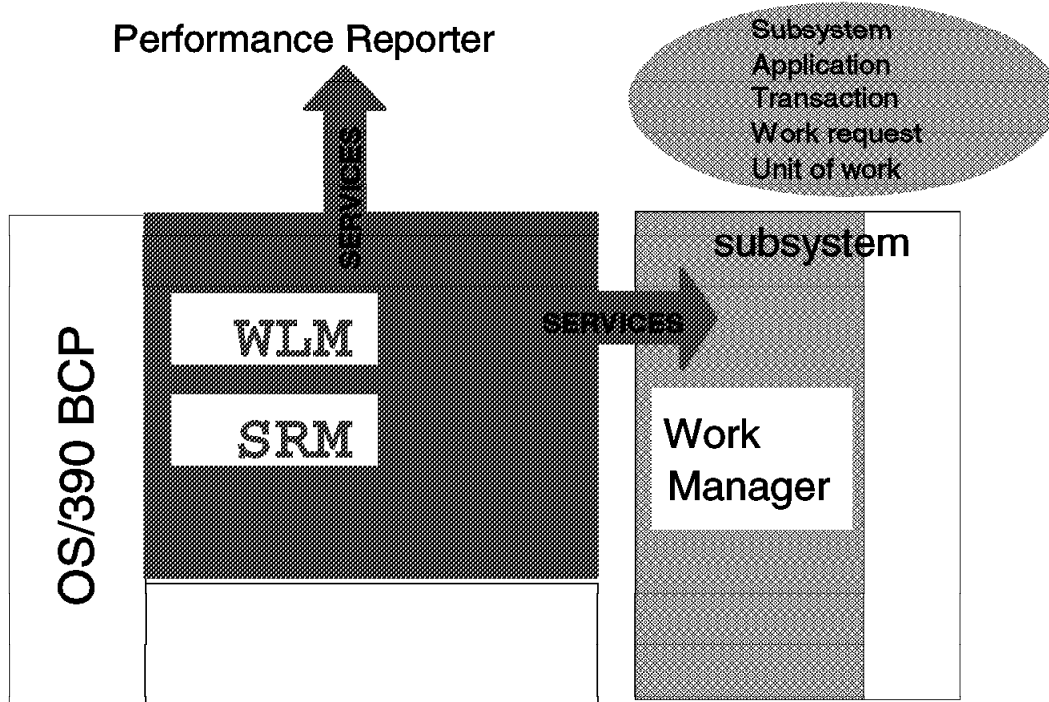 Performance Reporter
Subsystem
Application
Transaction
Work request
Unit of work
SERVICES
subsystem
SERVICES
WLM
SRM
OS/390 BCP
Work
Manager